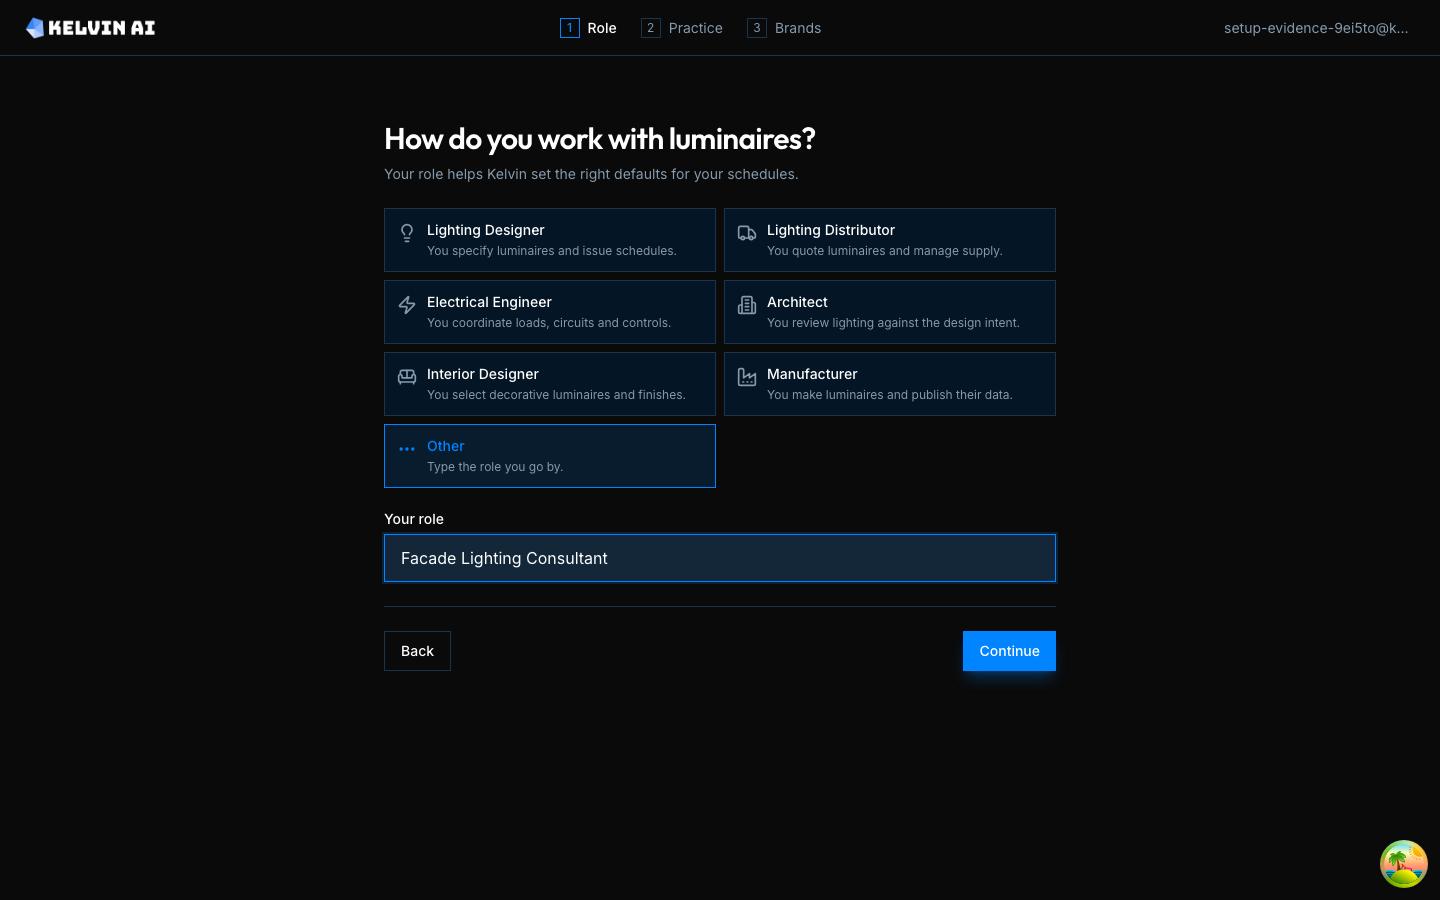 KELVIN AI
1 Role
2 Practice
3 Brands
setup-evidence-9ei5to@k...
How do you work with luminaires?
Your role helps Kelvin set the right defaults for your schedules.
Lighting Designer
You specify luminaires and issue schedules.
Lighting Distributor
You quote luminaires and manage supply.
Electrical Engineer
You coordinate loads, circuits and controls.
Architect
You review lighting against the design intent.
Interior Designer
You select decorative luminaires and finishes.
Manufacturer
You make luminaires and publish their data.
Other
Type the role you go by.
Your role
Facade Lighting Consultant
Back
Continue